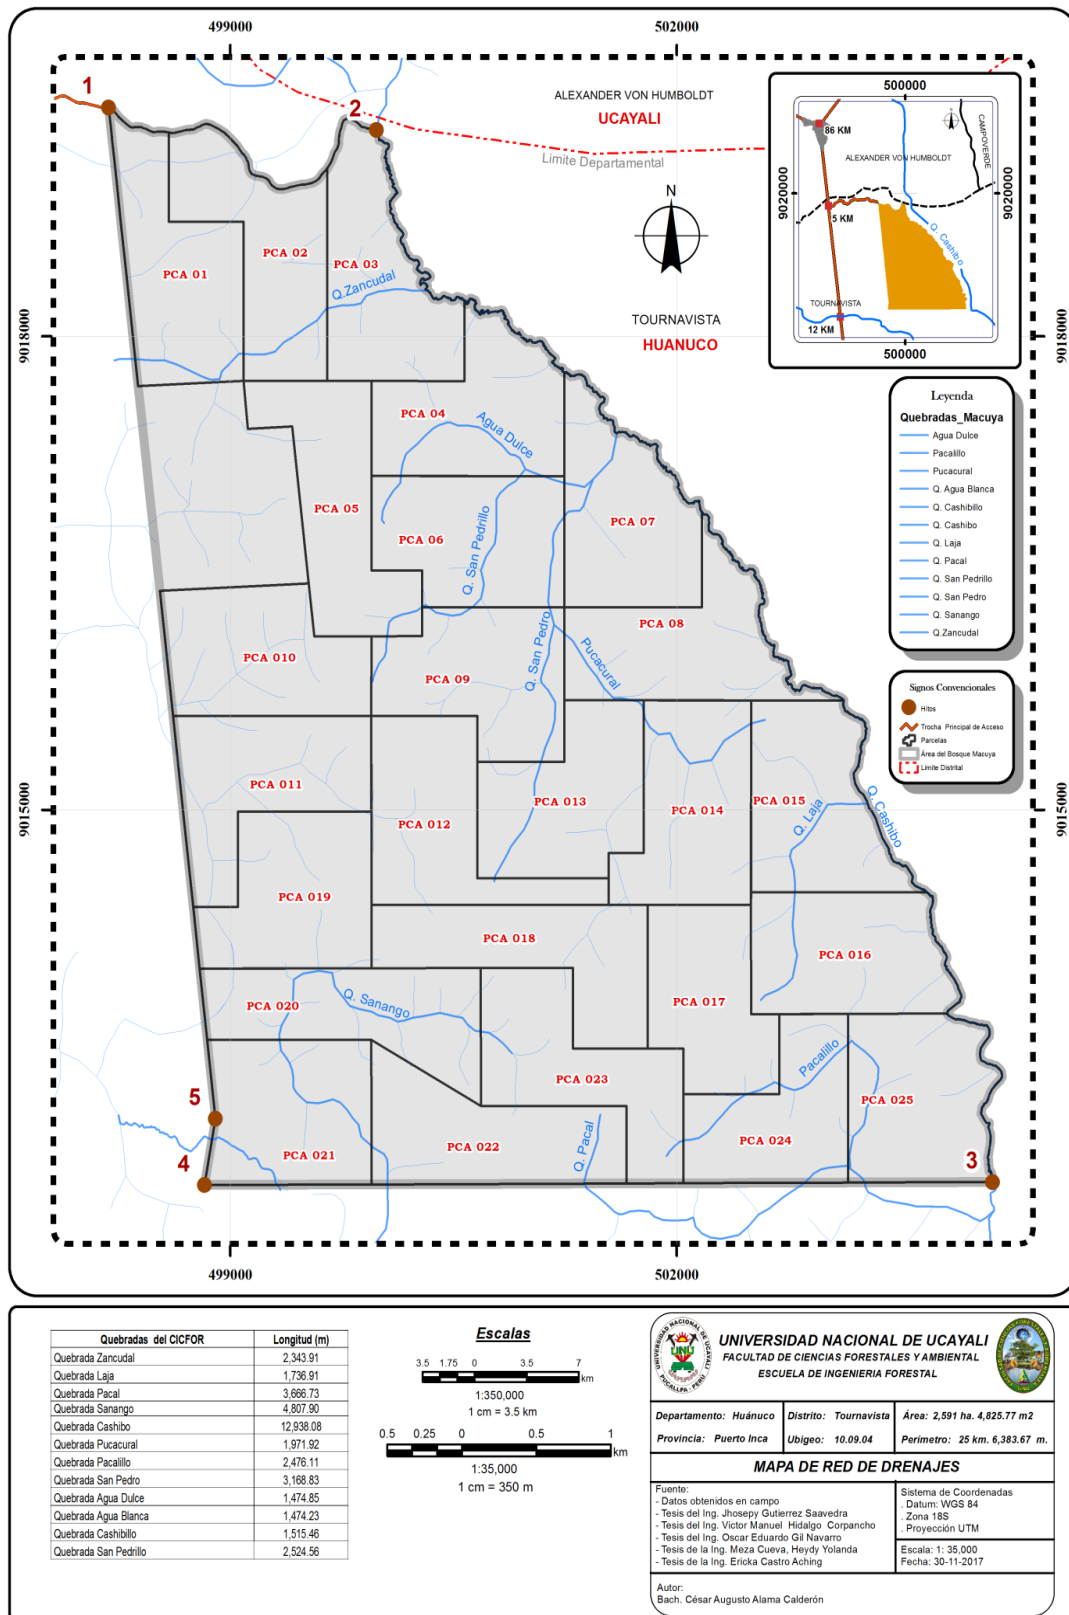 499000
502000
1
2
ALEXANDER VON HUMBOLDT
UCAYALI
Limite Departamental
N
TOURNAVISTA
HUANUCO
500000
86 KM
ALEXANDER VON HUMBOLDT
CAMPOVERDE
9020000
9020000
5 KM
Q. Cashibo
TOURNAVISTA
12 KM
500000
9018000
9018000
PCA 01
PCA 02
PCA 03
Q.Zancudal
PCA 04
Agua Dulce
PCA 05
PCA 06
Q. San Pedrillo
PCA 07
PCA 08
PCA 010
PCA 09
Q. San Pedro
Pucacural
PCA 011
PCA 012
PCA 013
PCA 014
PCA 015
Q. Laja
Q. Cashibo
9015000
9015000
PCA 019
PCA 018
PCA 016
PCA 020
Q. Sanango
PCA 017
Pacalillo
PCA 023
PCA 025
5
4
PCA 021
PCA 022
Q. Pacal
PCA 024
3
499000
502000
Leyenda
Quebradas_Macuya
Agua Dulce
Pacalillo
Pucacural
Q. Agua Blanca
Q. Cashibillo
Q. Cashibo
Q. Laja
Q. Pacal
Q. San Pedrillo
Q. San Pedro
Q. Sanango
Q.Zancudal
Signos Convencionales
Hitos
Trocha Principal de Acceso
Parcelas
Área del Bosque Macuya
Limite Distrital
Quebradas del CICFOR Longitud (m)
Quebrada Zancudal 2,343.91
Quebrada Laja 1,736.91
Quebrada Pacal 3,666.73
Quebrada Sanango 4,807.90
Quebrada Cashibo 12,938.08
Quebrada Pucacural 1,971.92
Quebrada Pacalillo 2,476.11
Quebrada San Pedro 3,168.83
Quebrada Agua Dulce 1,474.85
Quebrada Agua Blanca 1,474.23
Quebrada Cashibillo 1,515.46
Quebrada San Pedrillo 2,524.56
Escalas
3.5 1.75 0 3.5 7
km
1:350,000
1 cm = 3.5 km
0.5 0.25 0 0.5 1
km
1:35,000
1 cm = 350 m
UNIVERSIDAD NACIONAL DE UCAYALI
UNU
PUCALLPA - PERU
UNIVERSIDAD NACIONAL DE UCAYALI
FACULTAD DE CIENCIAS FORESTALES Y AMBIENTAL
ESCUELA DE INGENIERIA FORESTAL
Departamento: Huánuco Distrito: Tournavista Área: 2,591 ha. 4,825.77 m2
Provincia: Puerto Inca Ubigeo: 10.09.04 Perímetro: 25 km. 6,383.67 m.
MAPA DE RED DE DRENAJES
Fuente:
- Datos obtenidos en campo
- Tesis del Ing. Jhosepy Gutierrez Saavedra
- Tesis del Ing. Victor Manuel Hidalgo Corpancho
- Tesis del Ing. Oscar Eduardo Gil Navarro
- Tesis de la Ing. Meza Cueva, Heydy Yolanda
- Tesis de la Ing. Ericka Castro Aching
Sistema de Coordenadas
. Datum: WGS 84
. Zona 18S
. Proyección UTM
Escala: 1: 35,000
Fecha: 30-11-2017
Autor:
Bach. César Augusto Alama Calderón